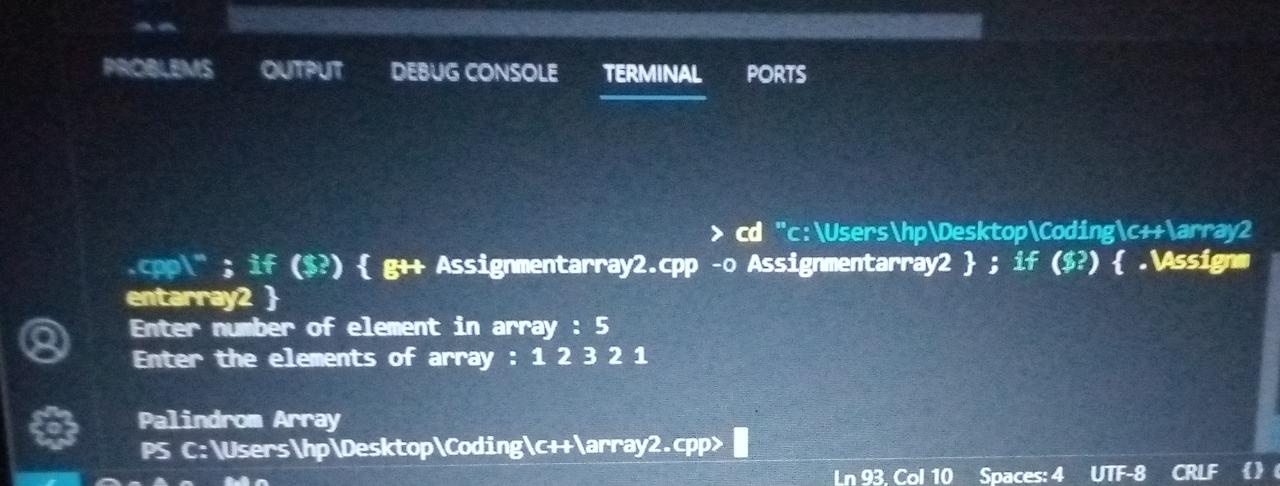 PROBLEMS OUTPUT DEBUG CONSOLE TERMINAL PORTS
> cd "c:\Users\hp\Desktop\Coding\c++\array2
.cpp\" ; if ($?) { g++ Assignmentarray2.cpp -o Assignmentarray2 } ; if ($?) { .\Assignm
entarray2 }
Enter number of element in array : 5
Enter the elements of array : 1 2 3 2 1
Palindrom Array
PS C:\Users\hp\Desktop\Coding\c++\array2.cpp>
Ln 93, Col 10 Spaces: 4 UTF-8 CRLF {}